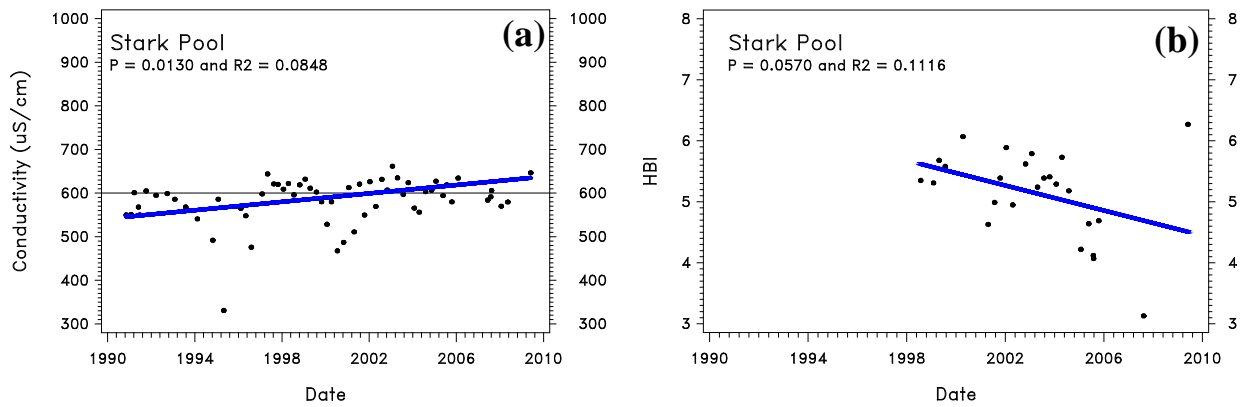 (a)
Stark Pool
P = 0.0130 and R2 = 0.0848
Conductivity (uS/cm)
1000
900
800
700
600
500
400
300
1000
900
800
700
600
500
400
300
1990 1994 1998 2002 2006 2010
Date
(b)
Stark Pool
P = 0.0570 and R2 = 0.1116
HBI
8
7
6
5
4
3
8
7
6
5
4
3
1990 1994 1998 2002 2006 2010
Date